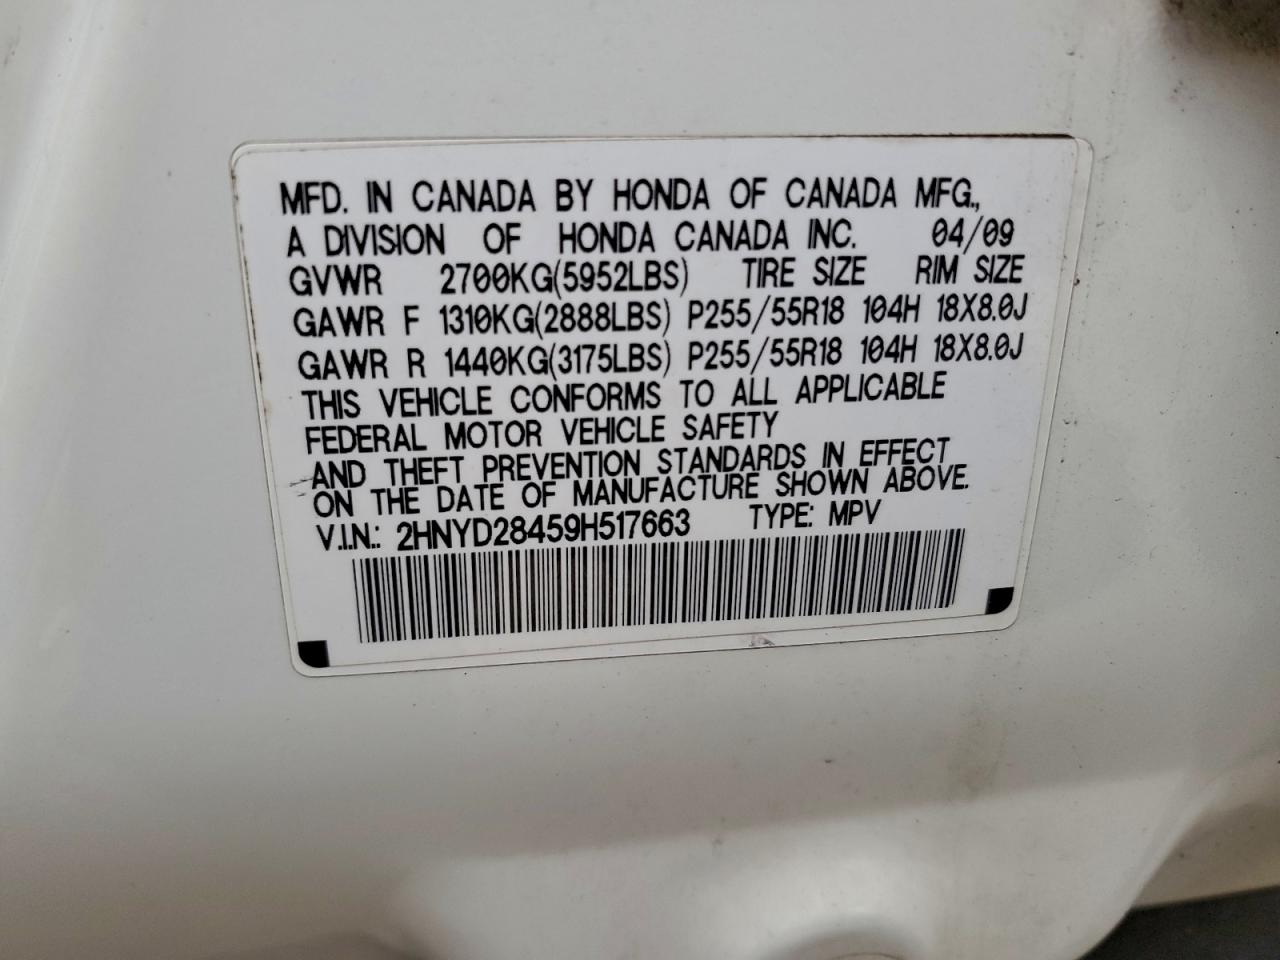 MFD. IN CANADA BY HONDA OF CANADA MFG.,
A DIVISION OF HONDA CANADA INC. 04/09
GVWR 2700KG(5952LBS) TIRE SIZE RIM SIZE
GAWR F 1310KG(2888LBS) P255/55R18 104H 18X8.0J
GAWR R 1440KG(3175LBS) P255/55R18 104H 18X8.0J
THIS VEHICLE CONFORMS TO ALL APPLICABLE
FEDERAL MOTOR VEHICLE SAFETY
AND THEFT PREVENTION STANDARDS IN EFFECT
ON THE DATE OF MANUFACTURE SHOWN ABOVE.
V.I.N.: 2HNYD28459H517663 TYPE: MPV